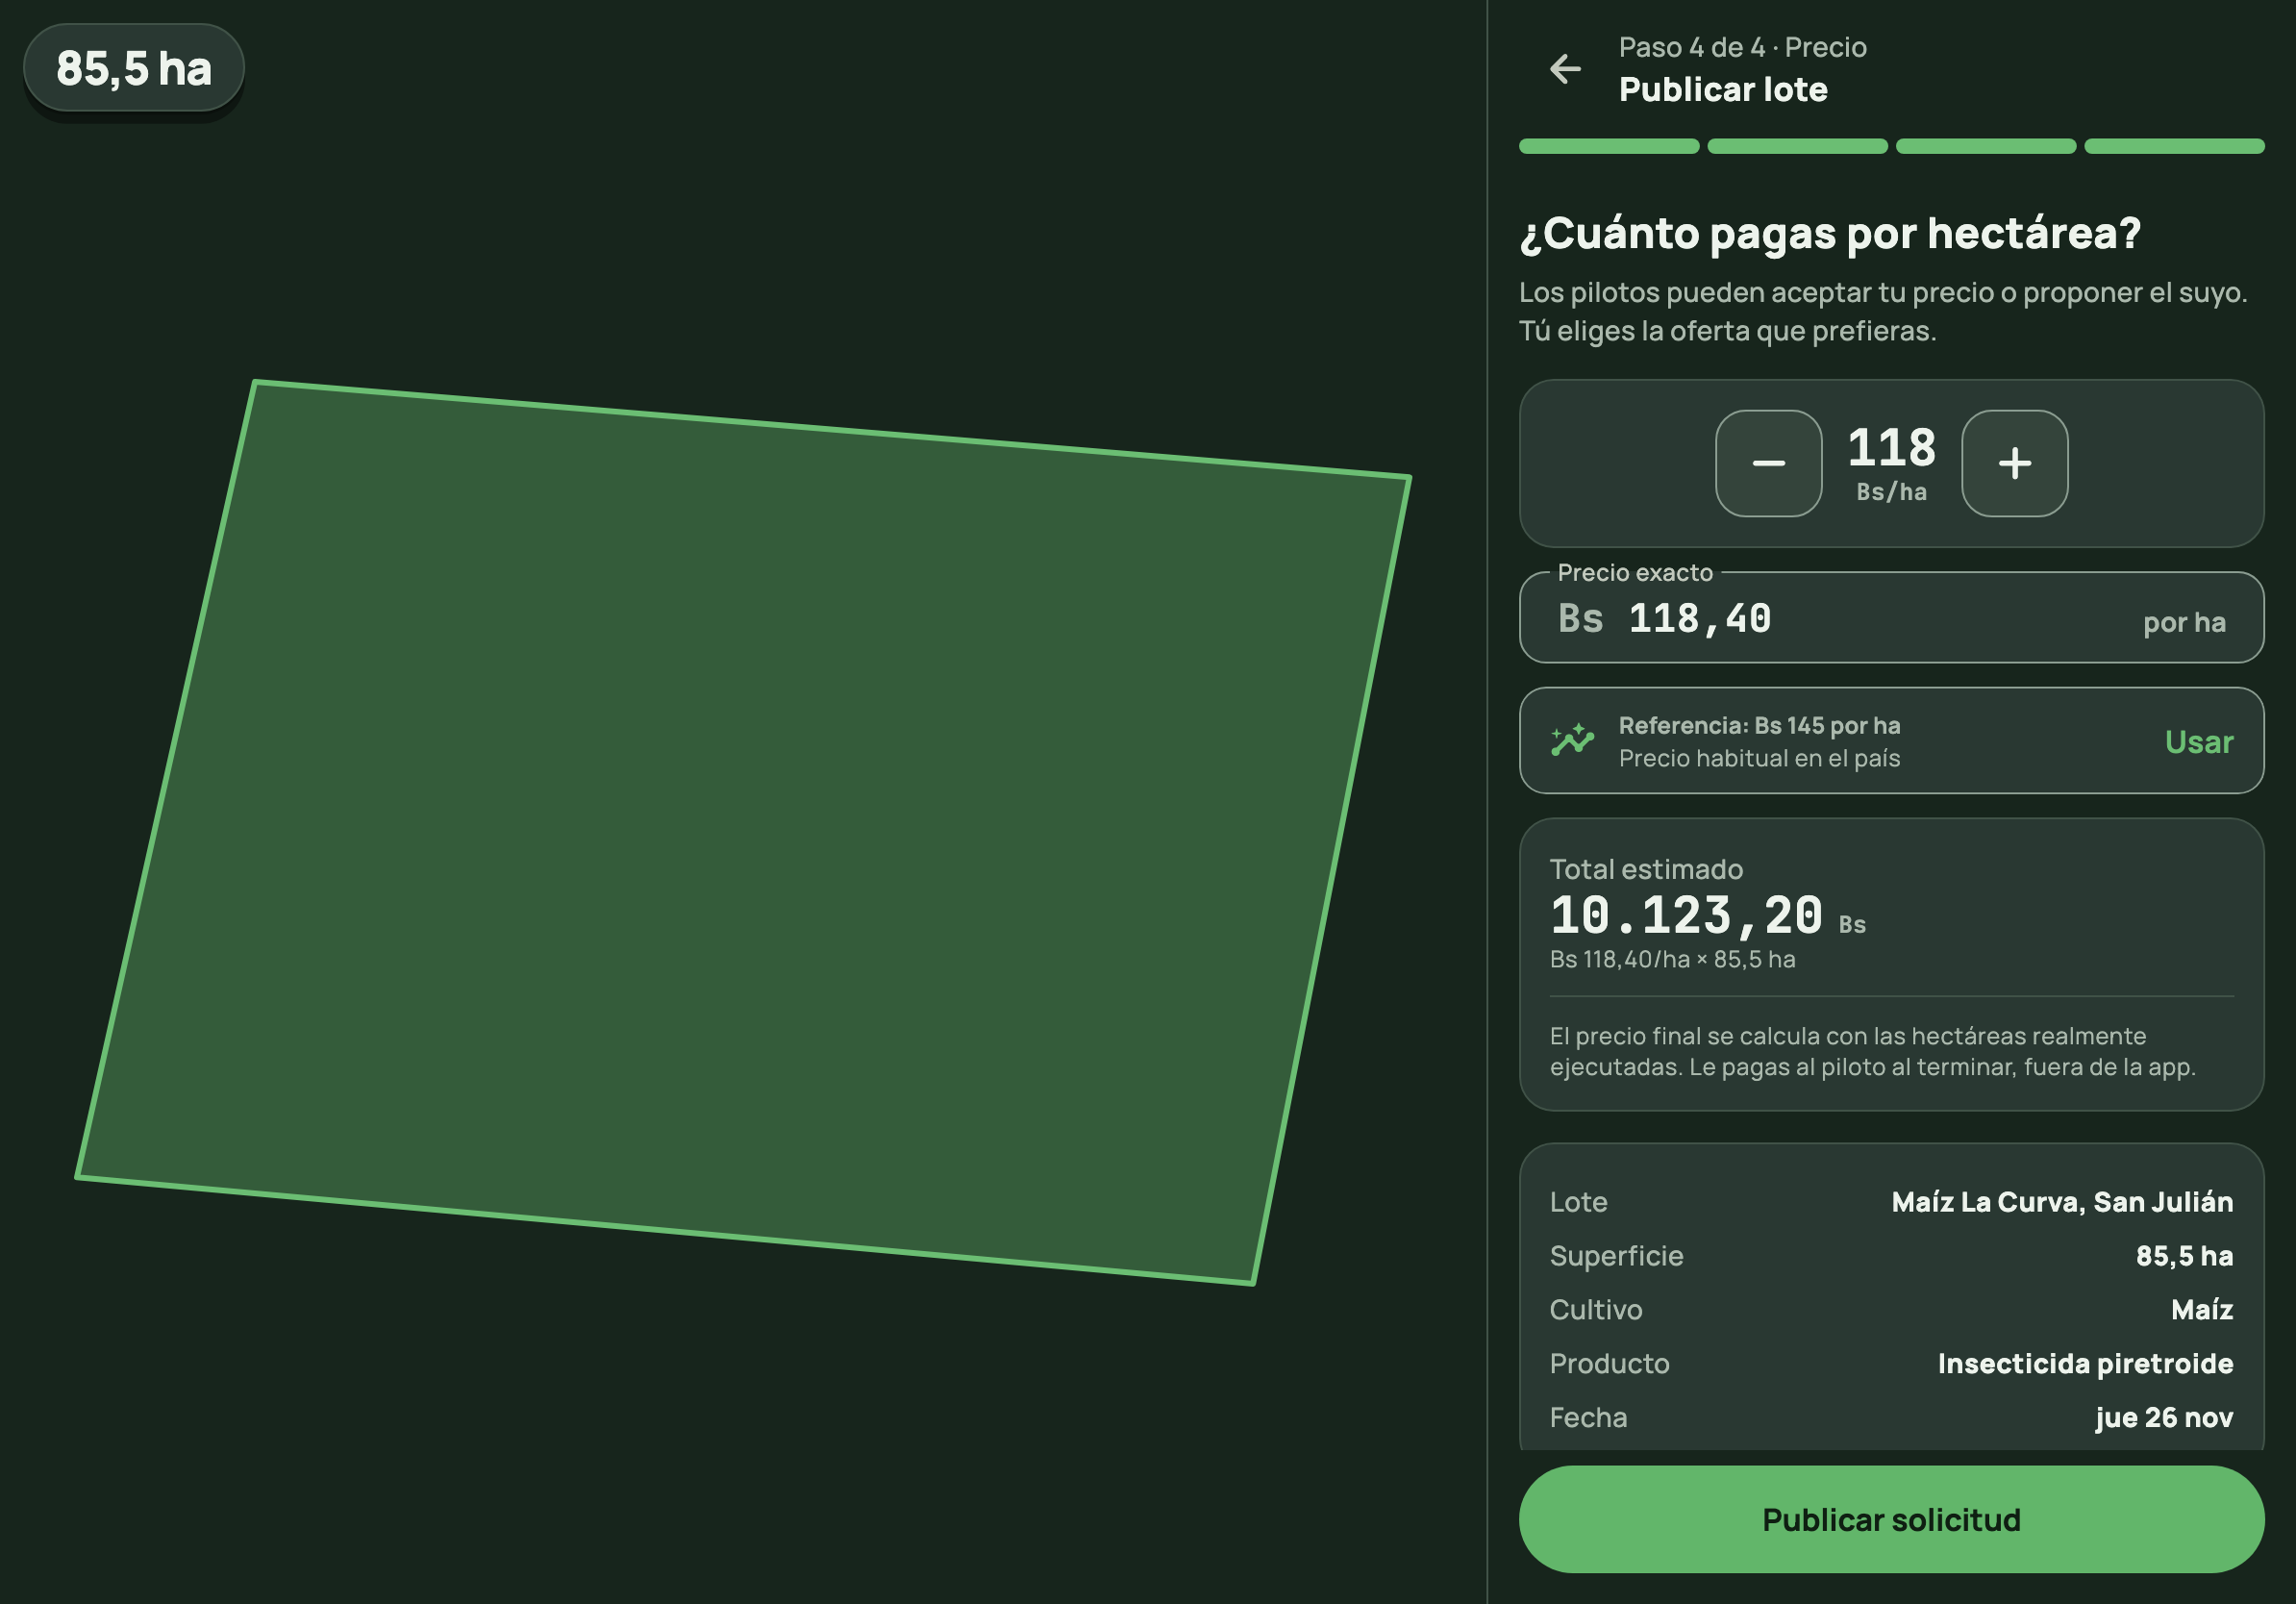 85,5 ha
Paso 4 de 4 · Precio
Publicar lote
¿Cuánto pagas por hectárea?
Los pilotos pueden aceptar tu precio o proponer el suyo.
Tú eliges la oferta que prefieras.
118
Bs/ha
Precio exacto
Bs 118,40 por ha
Referencia: Bs 145 por ha
Precio habitual en el país
Usar
Total estimado
10.123,20 Bs
Bs 118,40/ha × 85,5 ha
El precio final se calcula con las hectáreas realmente
ejecutadas. Le pagas al piloto al terminar, fuera de la app.
Lote Maíz La Curva, San Julián
Superficie 85,5 ha
Cultivo Maíz
Producto Insecticida piretroide
Fecha jue 26 nov
Publicar solicitud